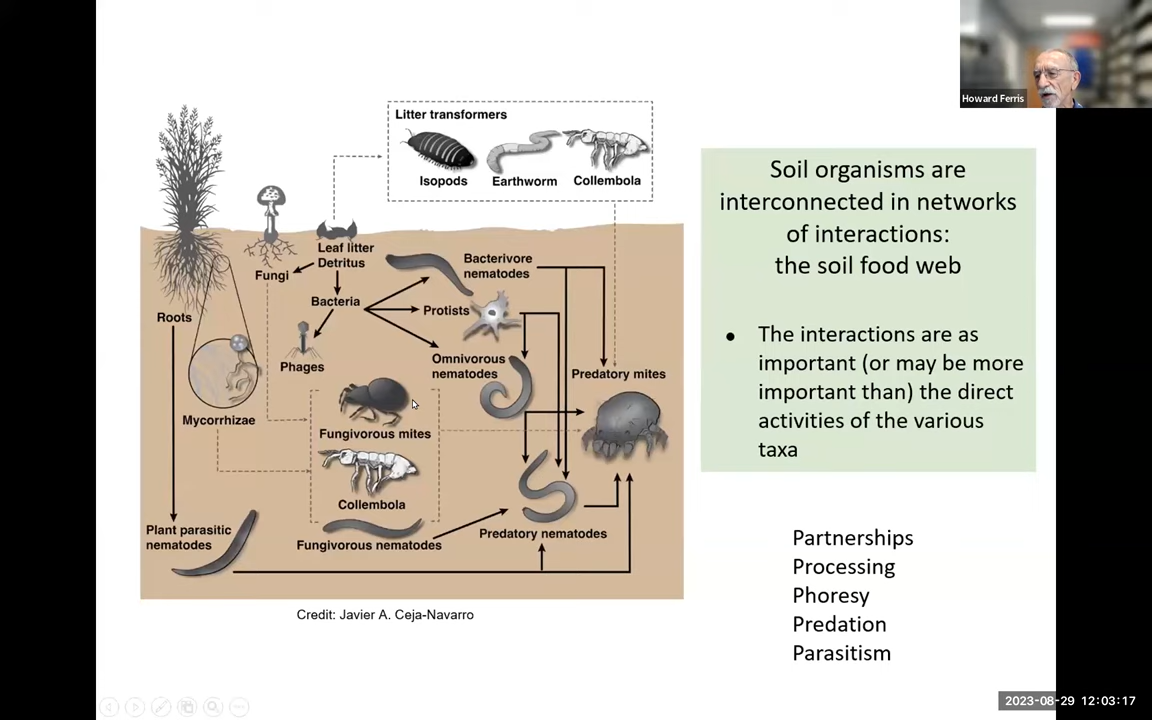 Howard Ferris
Litter transformers
Isopods
Earthworm
Collembola
Soil organisms are
interconnected in networks
of interactions:
the soil food web
Leaf litter
Detritus
Fungi
Bacterivore
nematodes
Bacteria
Protists
Roots
Phages
Omnivorous
nematodes
Predatory mites
• The interactions are as
important (or may be more
important than) the direct
activities of the various
taxa
Mycorrhizae
Fungivorous mites
Collembola
Plant parasitic
nematodes
Fungivorous nematodes
Predatory nematodes
Partnerships
Processing
Phoresy
Predation
Parasitism
Credit: Javier A. Ceja-Navarro
2023-08-29 12:03:17